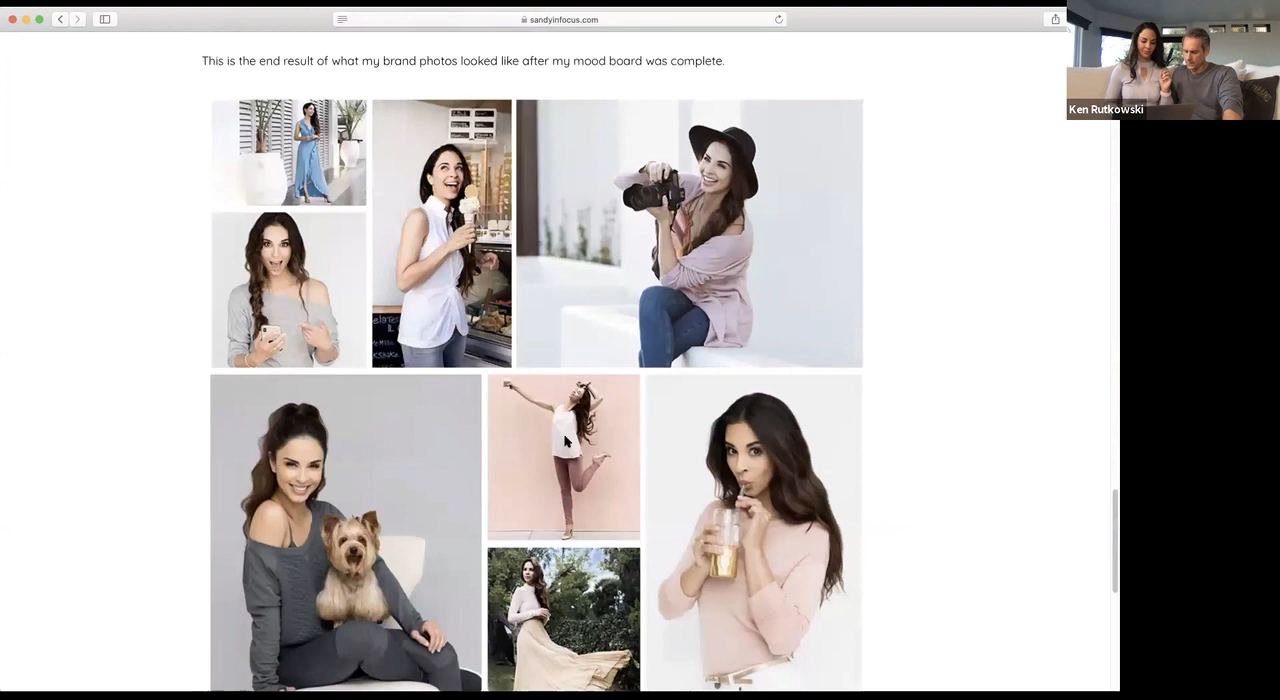 sandyinfocus.com
This is the end result of what my brand photos looked like after my mood board was complete.
Ken Rutkowski